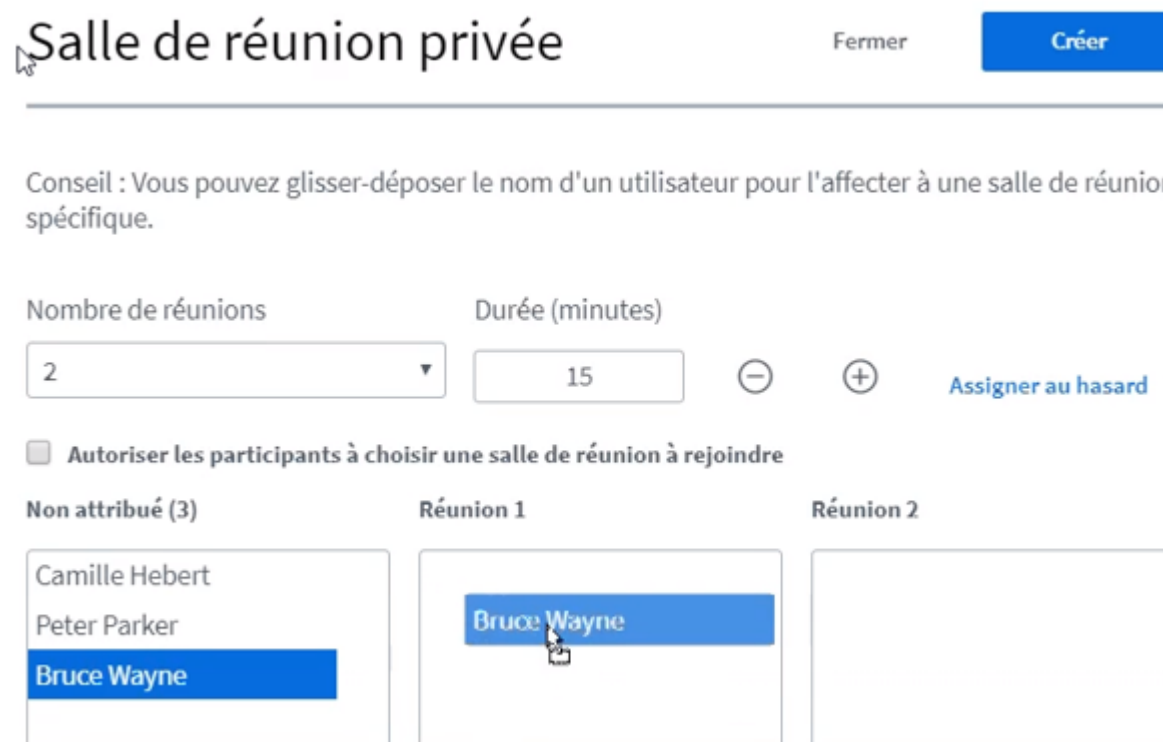 Salle de réunion privée
Fermer
Créer
Conseil : Vous pouvez glisser-déposer le nom d'un utilisateur pour l'affecter à une salle de
spécifique.
Nombre de réunions
Durée (minutes)
2
15
Assigner au hasard
Autoriser les participants à choisir une salle de réunion à rejoindre
Non attribué (3)
Réunion 1
Réunion 2
Camille Hebert
Peter Parker
Bruce Wayne
Bruce Wayne